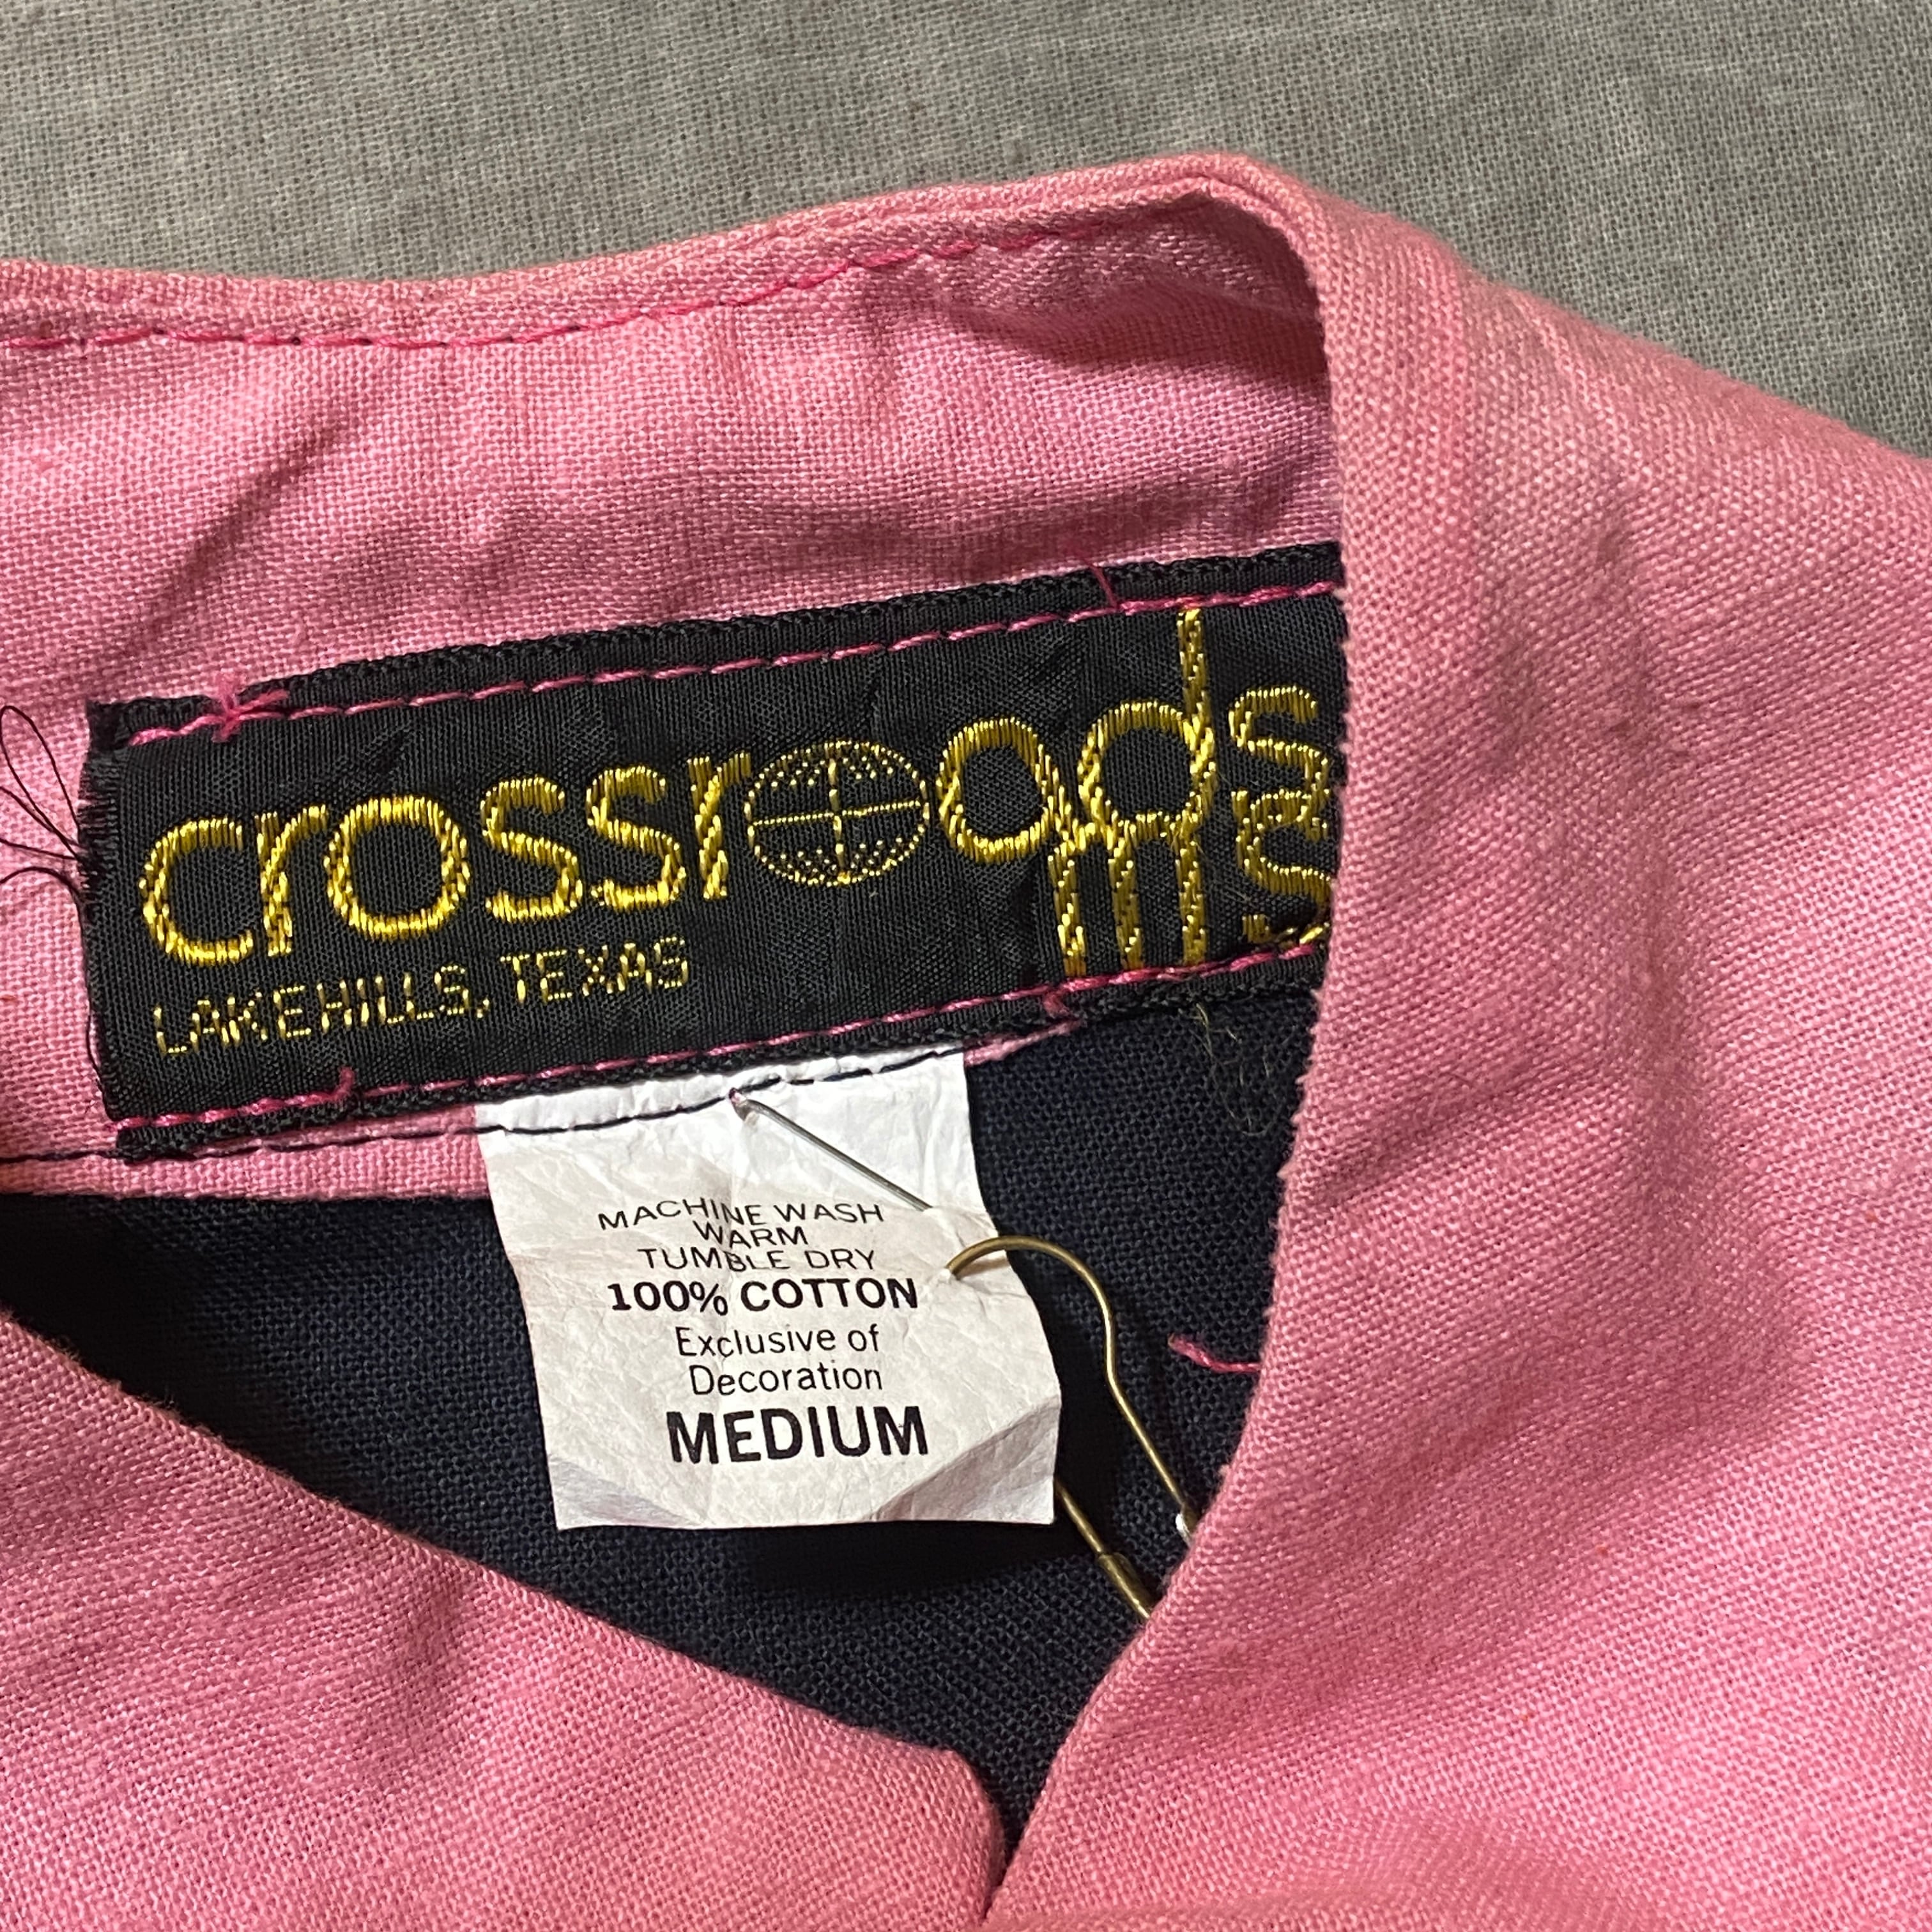 crossroads
LAKEHILLS, TEXAS
MACHINE WASH
WARM
TUMBLE DRY
100% COTTON
Exclusive of
Decoration
MEDIUM